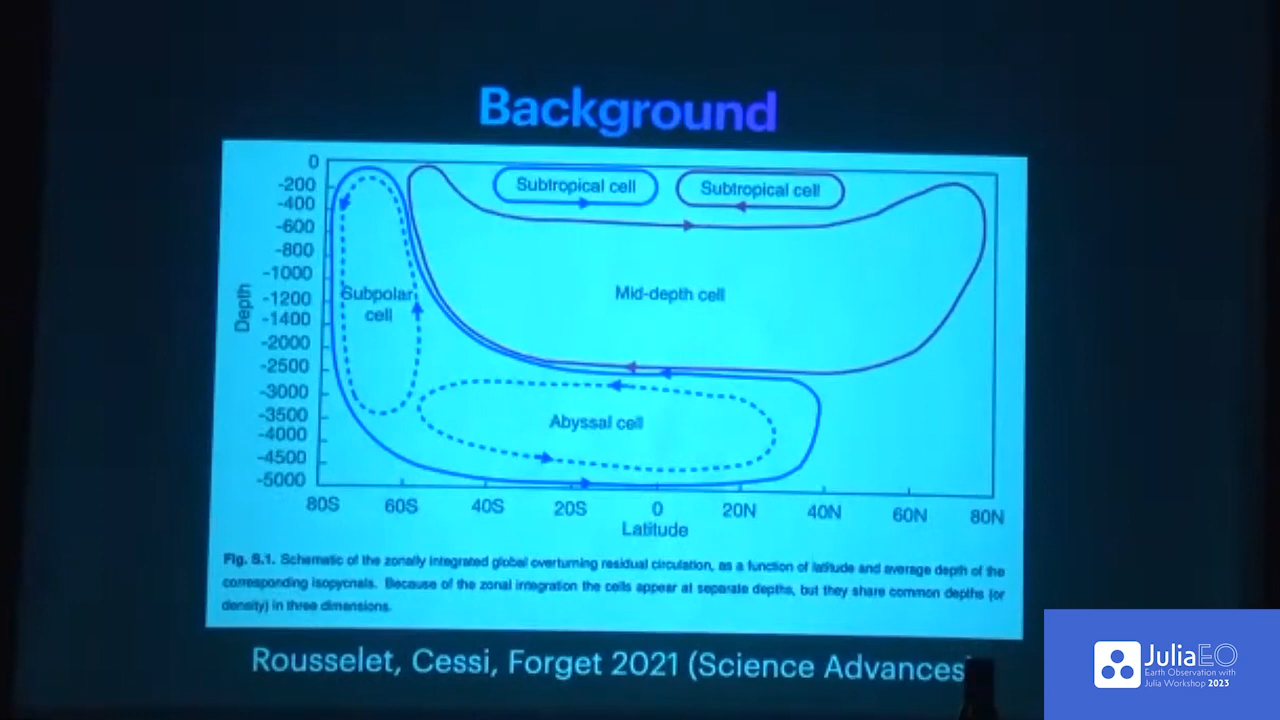 Background
0
-200
-400
-600
-800
-1000
-1200
-1400
-2000
-2500
-3000
-3500
-4000
-4500
-5000
Depth
Subtropical cell
Subtropical cell
Subpolar
cell
Mid-depth cell
Abyssal cell
80S 60S 40S 20S 0 20N 40N 60N 80N
Latitude
Fig. S.1. Schematic of the zonally integrated global overturning residual circulation, as a function of latitude and average depth of the
corresponding isopycnals. Because of the zonal integration the cells appear at separate depths, but they share common depths (or
density) in three dimensions.
Rousselet, Cessi, Forget 2021 (Science Advances
JuliaEO
Earth Observation with
Julia Workshop 2023